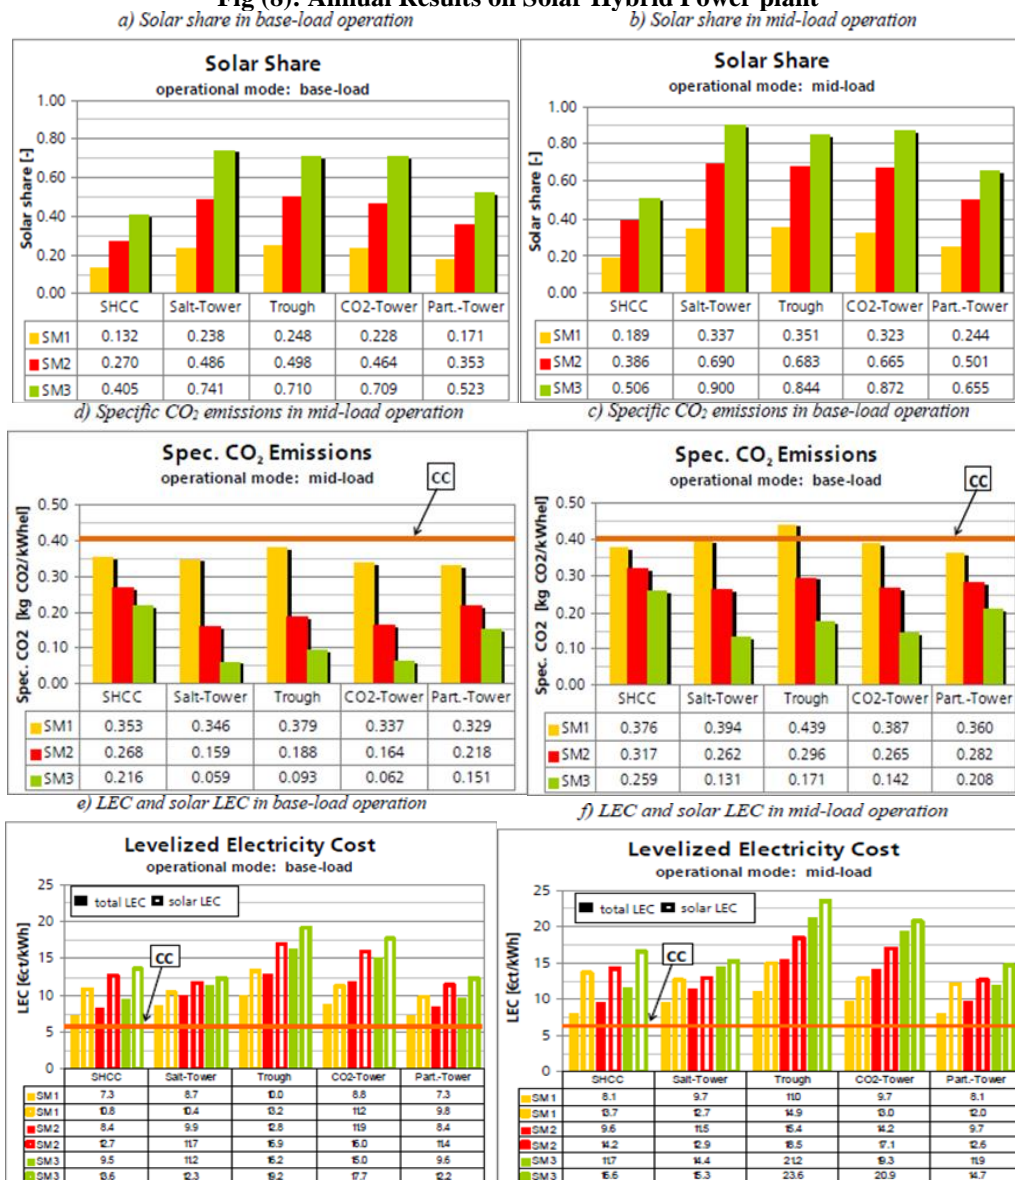 Fig (8): Annual Results on Solar Hybrid Power plant
a) Solar share in base-load operation
b) Solar share in mid-load operation
Solar Share
operational mode: base-load
Solar share [-]
1.00
0.80
0.60
0.40
0.20
0.00
SHCC Salt-Tower Trough CO2-Tower Part.-Tower
SM1 0.132 0.238 0.248 0.228 0.171
SM2 0.270 0.486 0.498 0.464 0.353
SM3 0.405 0.741 0.710 0.709 0.523
Solar Share
operational mode: mid-load
Solar share [-]
1.00
0.80
0.60
0.40
0.20
0.00
SHCC Salt-Tower Trough CO2-Tower Part.-Tower
SM1 0.189 0.337 0.351 0.323 0.244
SM2 0.386 0.690 0.683 0.665 0.501
SM3 0.506 0.900 0.844 0.872 0.655
d) Specific CO₂ emissions in mid-load operation
c) Specific CO₂ emissions in base-load operation
Spec. CO₂ Emissions
operational mode: mid-load
CC
Spec. CO2 [kg CO2/kWhel]
0.50
0.40
0.30
0.20
0.10
0.00
SHCC Salt-Tower Trough CO2-Tower Part.-Tower
SM1 0.353 0.346 0.379 0.337 0.329
SM2 0.268 0.159 0.188 0.164 0.218
SM3 0.216 0.059 0.093 0.062 0.151
Spec. CO₂ Emissions
operational mode: base-load
CC
Spec. CO2 [kg CO2/kWhel]
0.50
0.40
0.30
0.20
0.10
0.00
SHCC Salt-Tower Trough CO2-Tower Part.-Tower
SM1 0.376 0.394 0.439 0.387 0.360
SM2 0.317 0.262 0.296 0.265 0.282
SM3 0.259 0.131 0.171 0.142 0.208
e) LEC and solar LEC in base-load operation
f) LEC and solar LEC in mid-load operation
Levelized Electricity Cost
operational mode: base-load
total LEC solar LEC
CC
LEC [€ct/kWh]
25
20
15
10
5
0
SHCC Salt-Tower Trough CO2-Tower Part.-Tower
SM1 7.3 8.7 10.0 8.8 7.3
SM1 10.8 10.4 13.2 11.2 9.8
SM2 8.4 9.9 12.8 11.9 8.4
SM2 12.7 11.7 16.9 16.0 11.4
SM3 9.5 11.2 16.2 15.0 9.6
SM3 13.6 12.3 19.2 17.7 12.2
Levelized Electricity Cost
operational mode: mid-load
total LEC solar LEC
CC
LEC [€ct/kWh]
25
20
15
10
5
0
SHCC Salt-Tower Trough CO2-Tower Part.-Tower
SM1 8.1 9.7 11.0 9.7 8.1
SM1 13.7 12.7 14.9 13.0 12.0
SM2 9.6 11.5 15.4 14.2 9.7
SM2 14.2 12.9 18.5 17.1 12.6
SM3 11.7 14.4 21.2 19.3 11.9
SM3 16.6 15.3 23.6 20.9 14.7